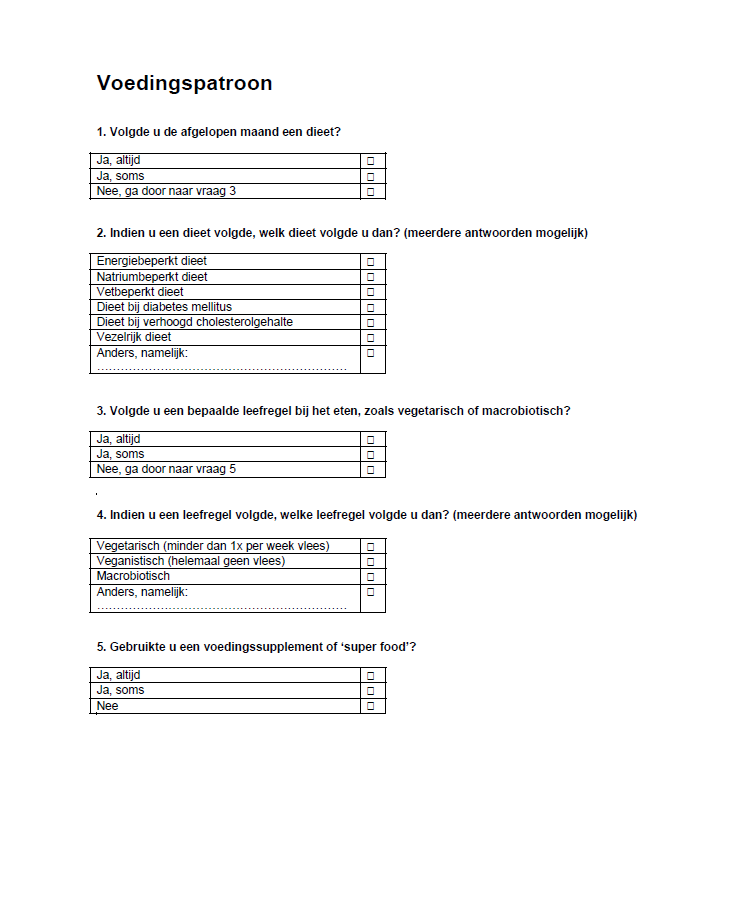 Voedingspatroon
1. Volgde u de afgelopen maand een dieet?
Ja, altijd □
Ja, soms □
Nee, ga door naar vraag 3 □
2. Indien u een dieet volgde, welk dieet volgde u dan? (meerdere antwoorden mogelijk)
Energiebeperkt dieet □
Natriumbeperkt dieet □
Vetbeperkt dieet □
Dieet bij diabetes mellitus □
Dieet bij verhoogd cholesterolgehalte □
Vezelrijk dieet □
Anders, namelijk: □
................................................................
3. Volgde u een bepaalde leefregel bij het eten, zoals vegetarisch of macrobiotisch?
Ja, altijd □
Ja, soms □
Nee, ga door naar vraag 5 □
.
4. Indien u een leefregel volgde, welke leefregel volgde u dan? (meerdere antwoorden mogelijk)
Vegetarisch (minder dan 1x per week vlees) □
Veganistisch (helemaal geen vlees) □
Macrobiotisch □
Anders, namelijk: □
................................................................
5. Gebruikte u een voedingssupplement of ‘super food’?
Ja, altijd □
Ja, soms □
Nee □